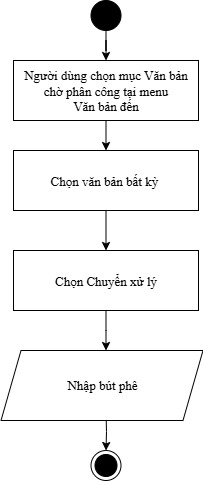 Người dùng chọn mục Văn bản
chờ phân công tại menu
Văn bản đến
Chọn văn bản bất kỳ
Chọn Chuyển xử lý
Nhập bút phê